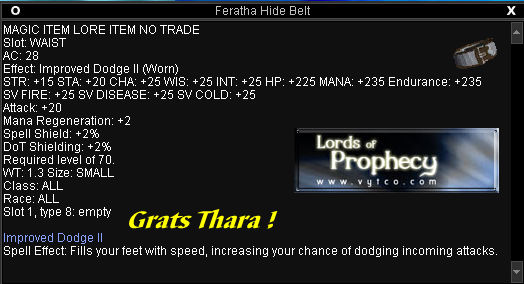 Feratha Hide Belt
MAGIC ITEM LORE ITEM NO TRADE
Slot: WAIST
AC: 28
Effect: Improved Dodge II (Worn)
STR: +15 STA: +20 CHA: +25 WIS: +25 INT: +25 HP: +225 MANA: +235 Endurance: +235
SV FIRE: +25 SV DISEASE: +25 SV COLD: +25
Attack: +20
Mana Regeneration: +2
Spell Shield: +2%
DoT Shielding: +2%
Required level of 70.
WT: 1.3 Size: SMALL
Class: ALL
Race: ALL
Slot 1, type 8: empty
Lords of
Prophecy
www.vytco.com
Grats Thara !
Improved Dodge II
Spell Effect: Fills your feet with speed, increasing your chance of dodging incoming attacks.